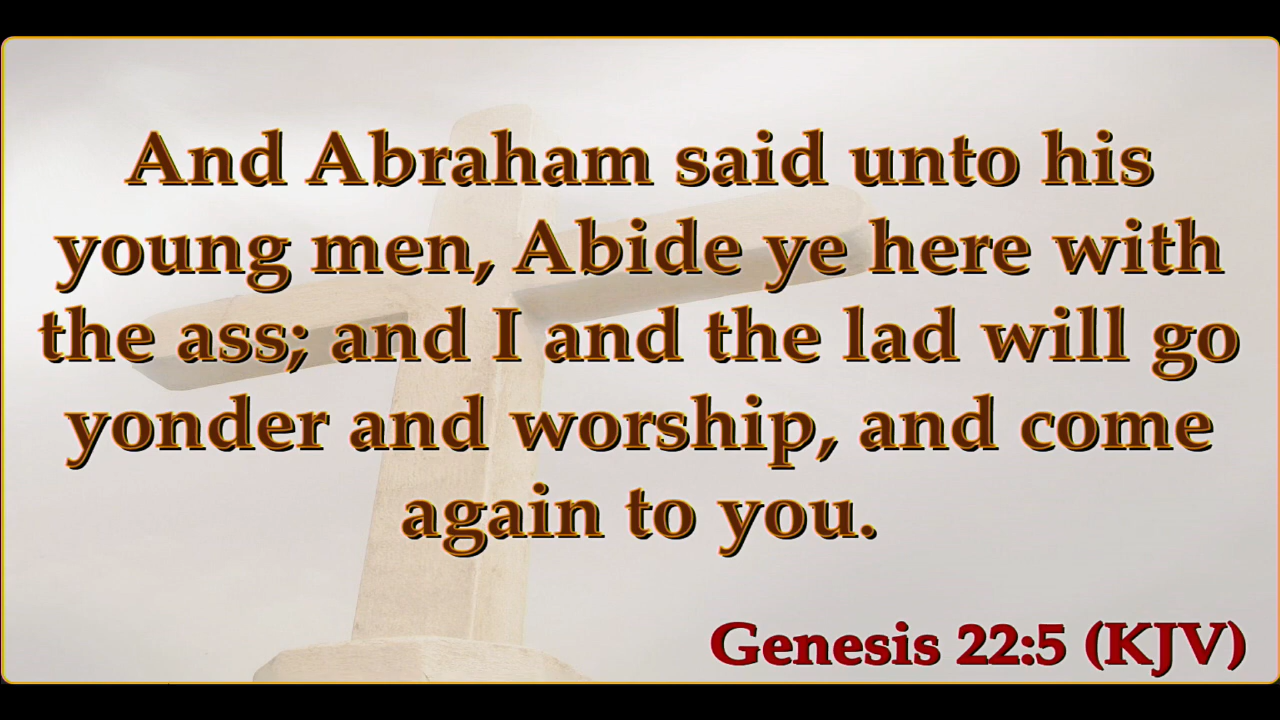 And Abraham said unto his
young men, Abide ye here with
the ass; and I and the lad will go
yonder and worship, and come
again to you.
Genesis 22:5 (KJV)